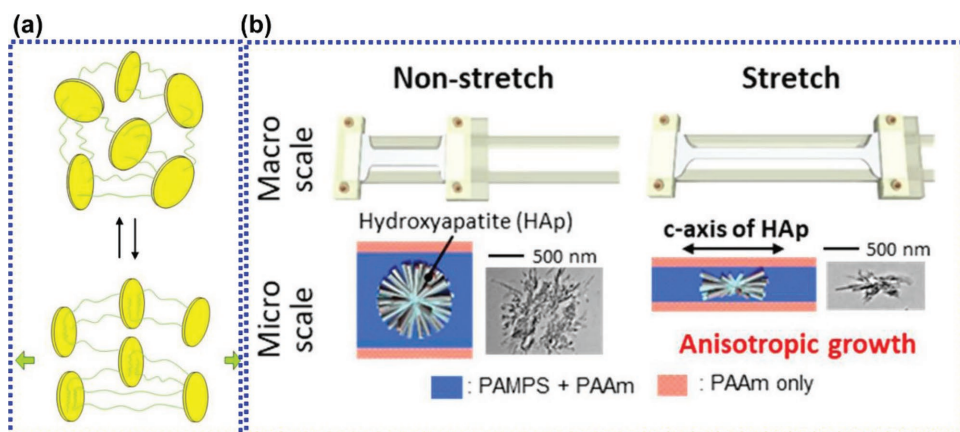 (a)
(b)
Non-stretch
Stretch
Macro
scale
Hydroxyapatite (HAp)
500 nm
c-axis of HAp
500 nm
Micro
scale
Anisotropic growth
: PAMPS + PAAm
: PAAm only